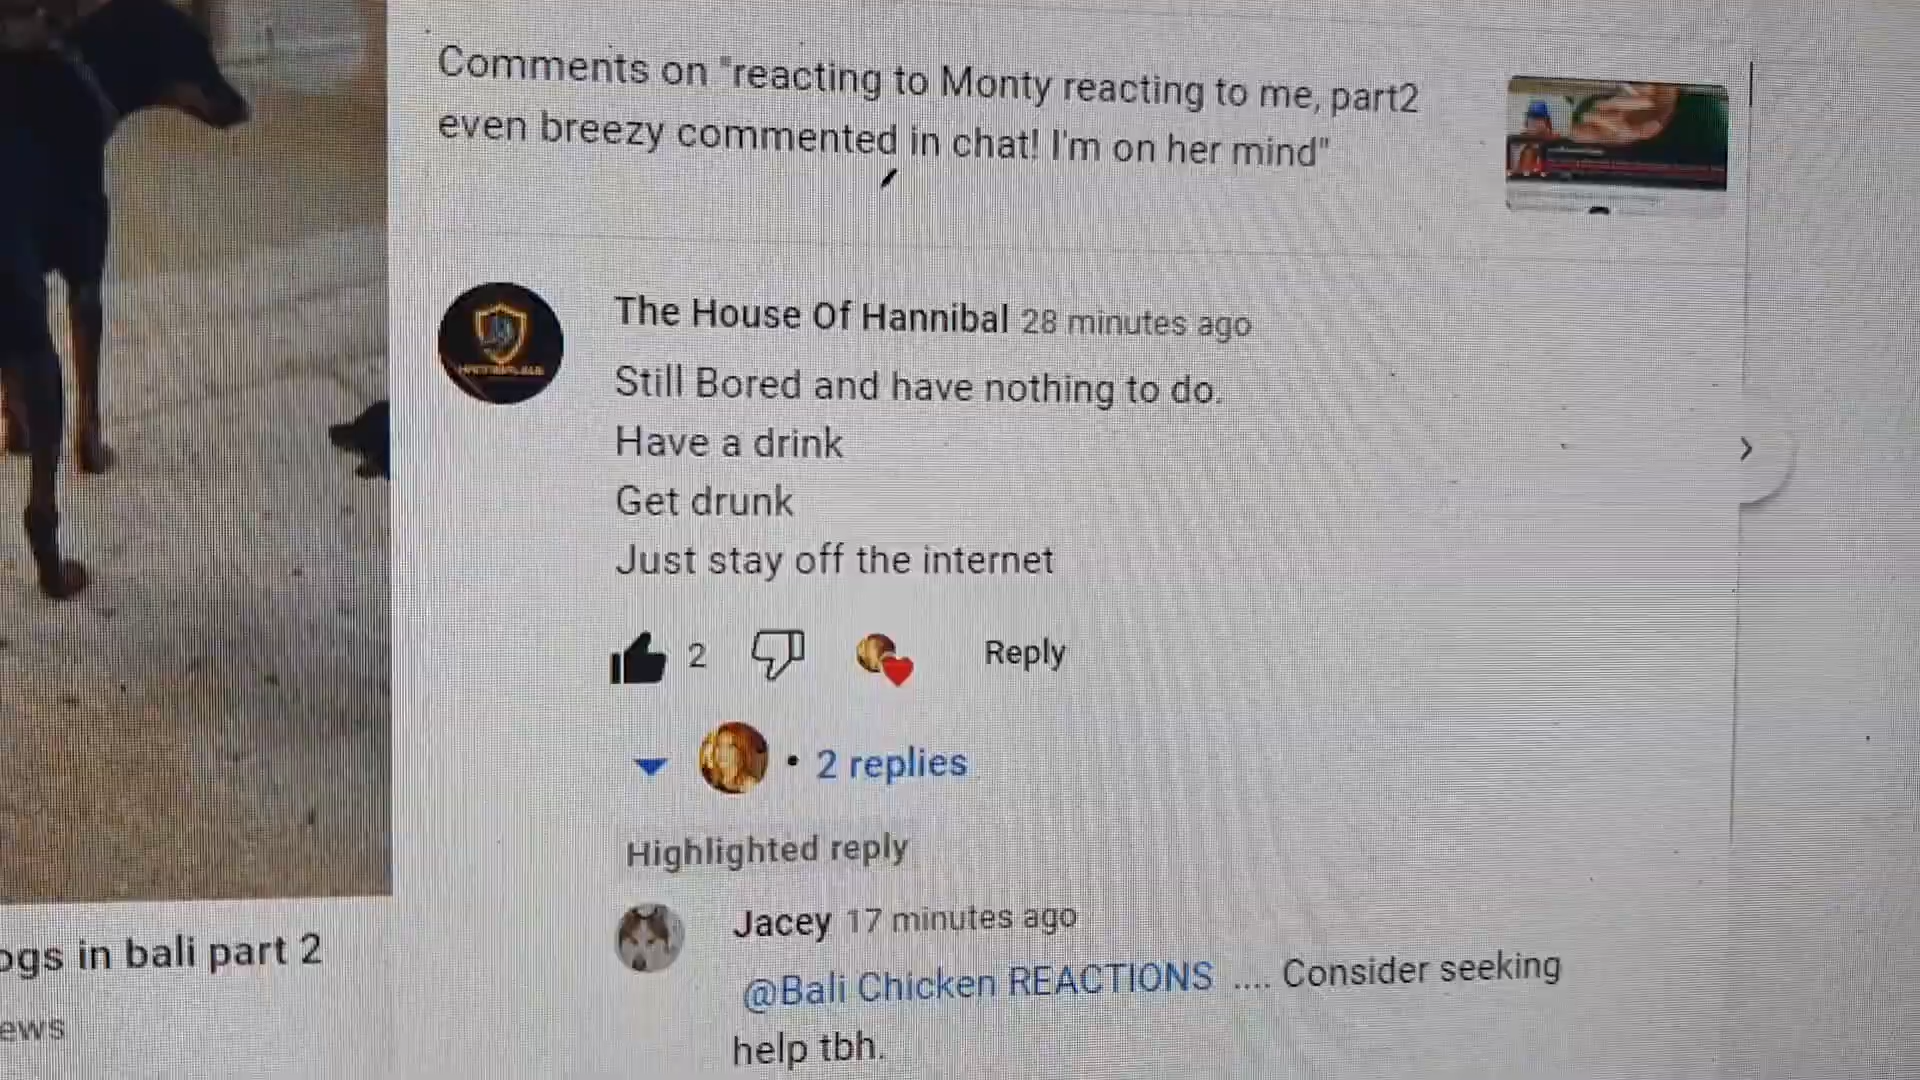 Comments on "reacting to Monty reacting to me, part2
even breezy commented in chat! I'm on her mind"
The House Of Hannibal 28 minutes ago
Still Bored and have nothing to do.
Have a drink
Get drunk
Just stay off the internet
2 Reply
• 2 replies
Highlighted reply
Jacey 17 minutes ago
@Bali Chicken REACTIONS .... Consider seeking
help tbh.
ogs in bali part 2
ews